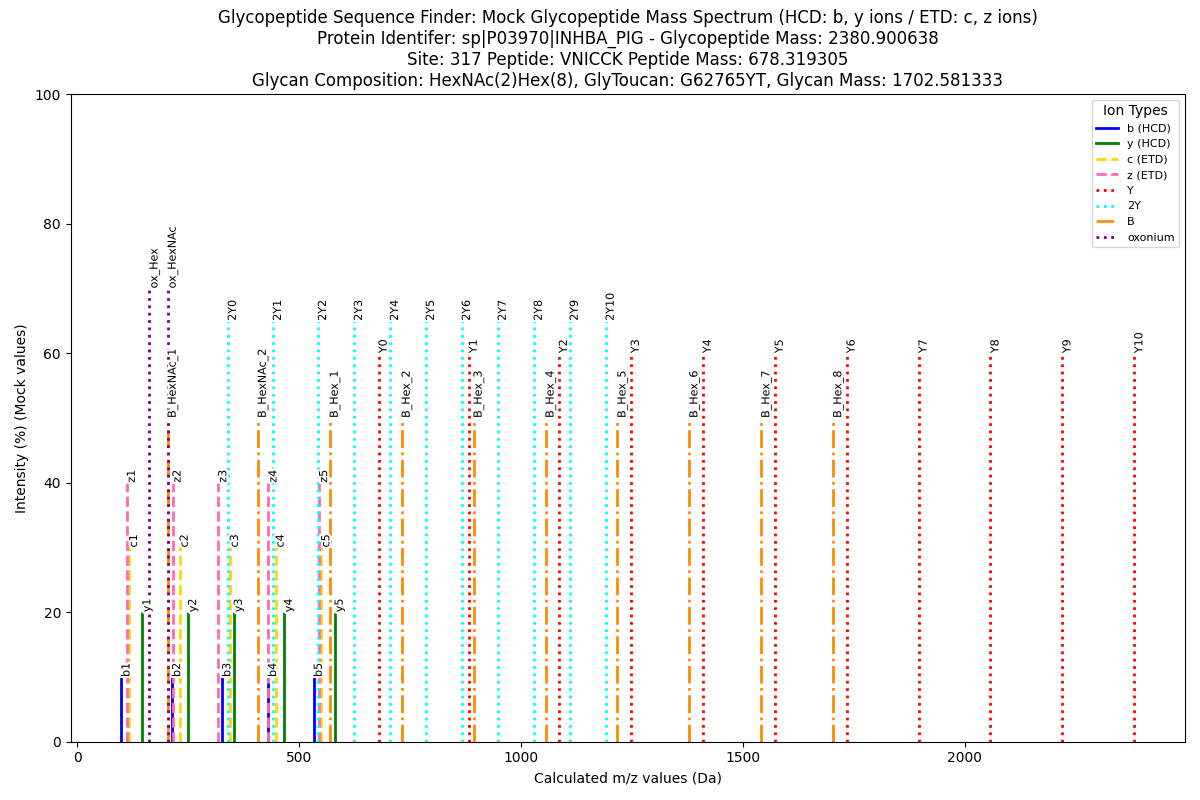 Glycopeptide Sequence Finder: Mock Glycopeptide Mass Spectrum (HCD: b, y ions / ETD: c, z ions)
Protein Identifer: sp|P03970|INHBA_PIG - Glycopeptide Mass: 2380.900638
Site: 317 Peptide: VNICCK Peptide Mass: 678.319305
Glycan Composition: HexNAc(2)Hex(8), GlyToucan: G62765YT, Glycan Mass: 1702.581333
100
80
60
40
20
0
Intensity (%) (Mock values)
Ion Types
b (HCD)
y (HCD)
c (ETD)
z (ETD)
Y
2Y
B
oxonium
ox_Hex
ox_HexNAc
2Y0
2Y1
2Y2
2Y3
2Y4
2Y5
2Y6
2Y7
2Y8
2Y9
2Y10
Y0
Y1
Y2
Y3
Y4
Y5
Y6
Y7
Y8
Y9
Y10
B_HexNAc_1
B_HexNAc_2
B_Hex_1
B_Hex_2
B_Hex_3
B_Hex_4
B_Hex_5
B_Hex_6
B_Hex_7
B_Hex_8
z1
z2
z3
z4
z5
c1
c2
c3
c4
c5
y1
y2
y3
y4
y5
b1
b2
b3
b4
b5
0
500
1000
1500
2000
Calculated m/z values (Da)